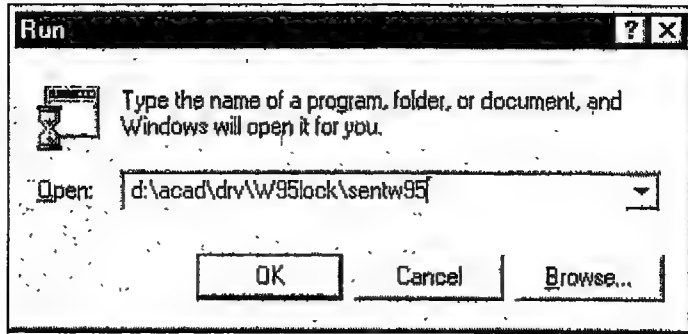 Run ? X
Type the name of a program, folder, or document, and
Windows will open it for you.
Open: d:\acad\drv\W95lock\sentw95
OK Cancel Browse...